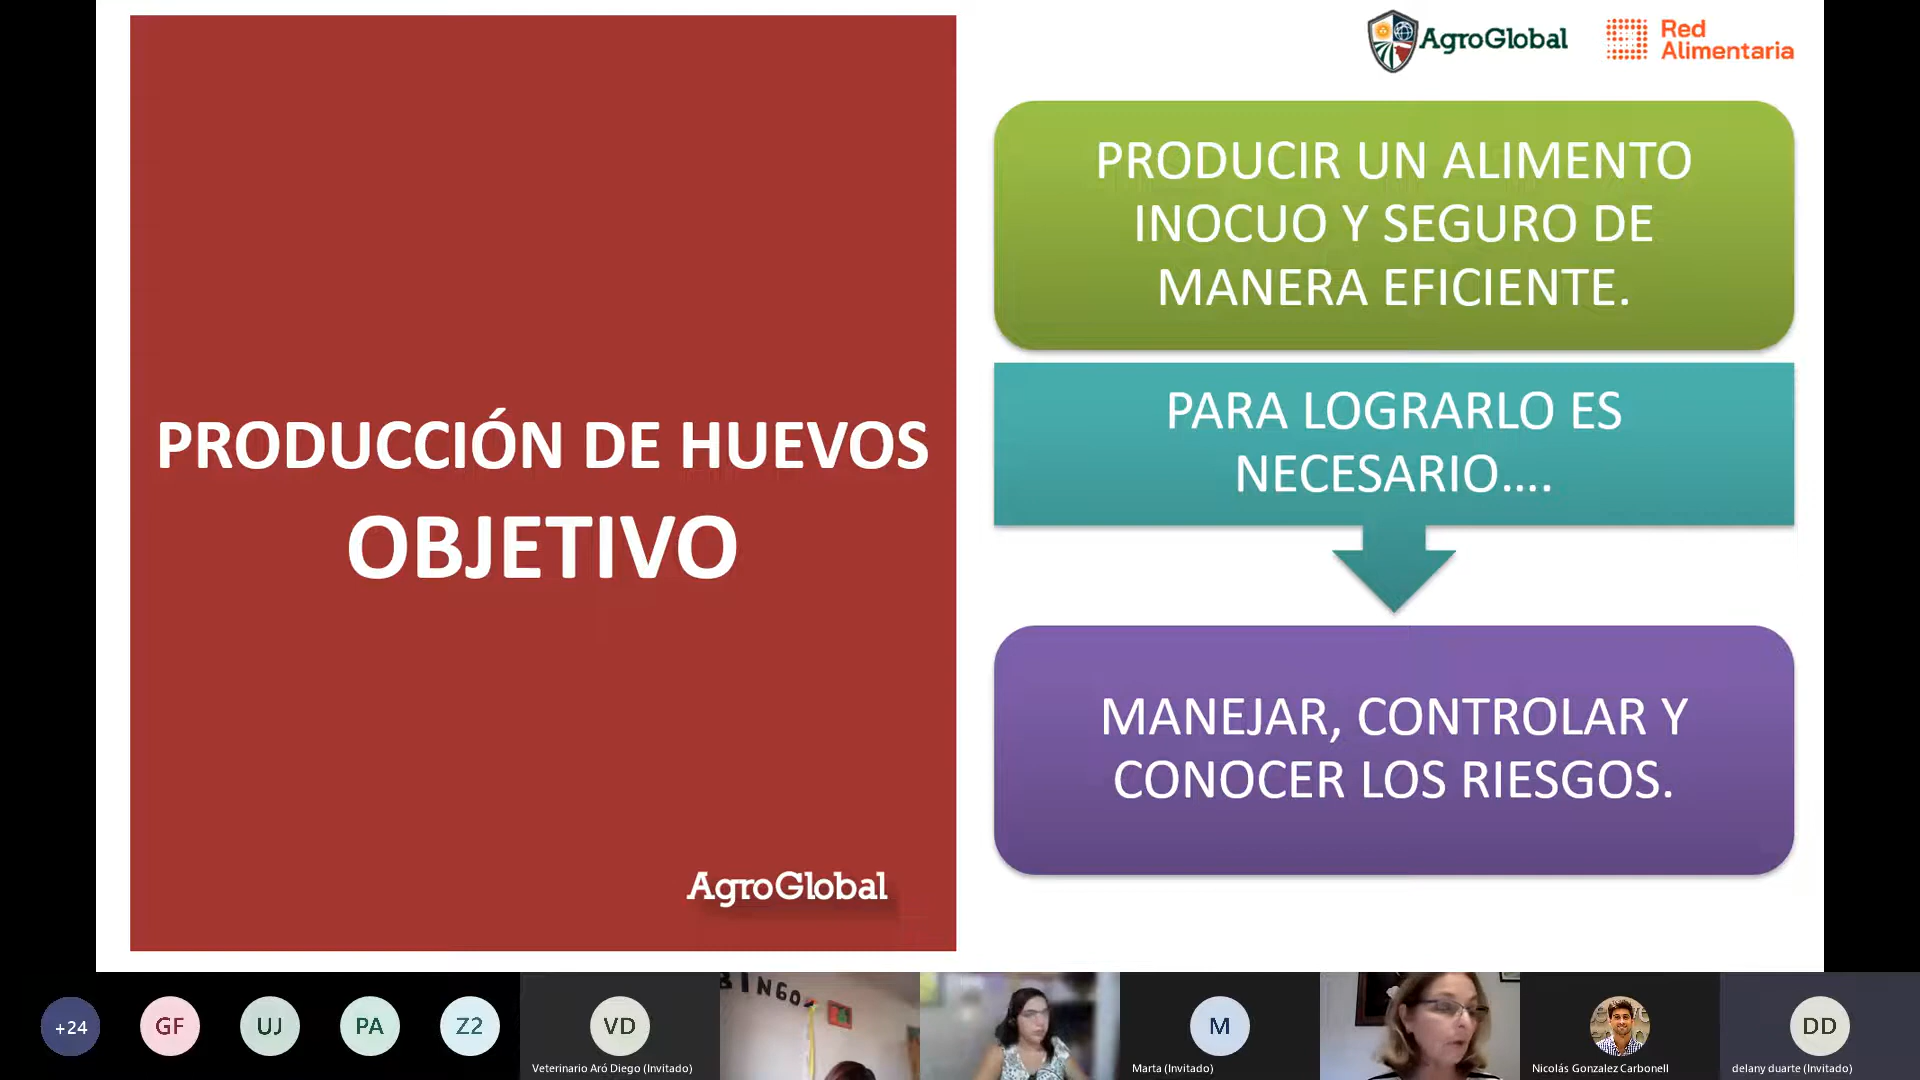 AgroGlobal
Red
Alimentaria
PRODUCIR UN ALIMENTO
INOCUO Y SEGURO DE
MANERA EFICIENTE.
PARA LOGRARLO ES
NECESARIO....
MANEJAR, CONTROLAR Y
CONOCER LOS RIESGOS.
PRODUCCIÓN DE HUEVOS
OBJETIVO
AgroGlobal
+24
GF
UJ
PA
Z2
VD
Veterinario Aró Diego (Invitado)
BINGO
M
Marta (Invitado)
Nicolás Gonzalez Carbonell
DD
delany duarte (Invitado)